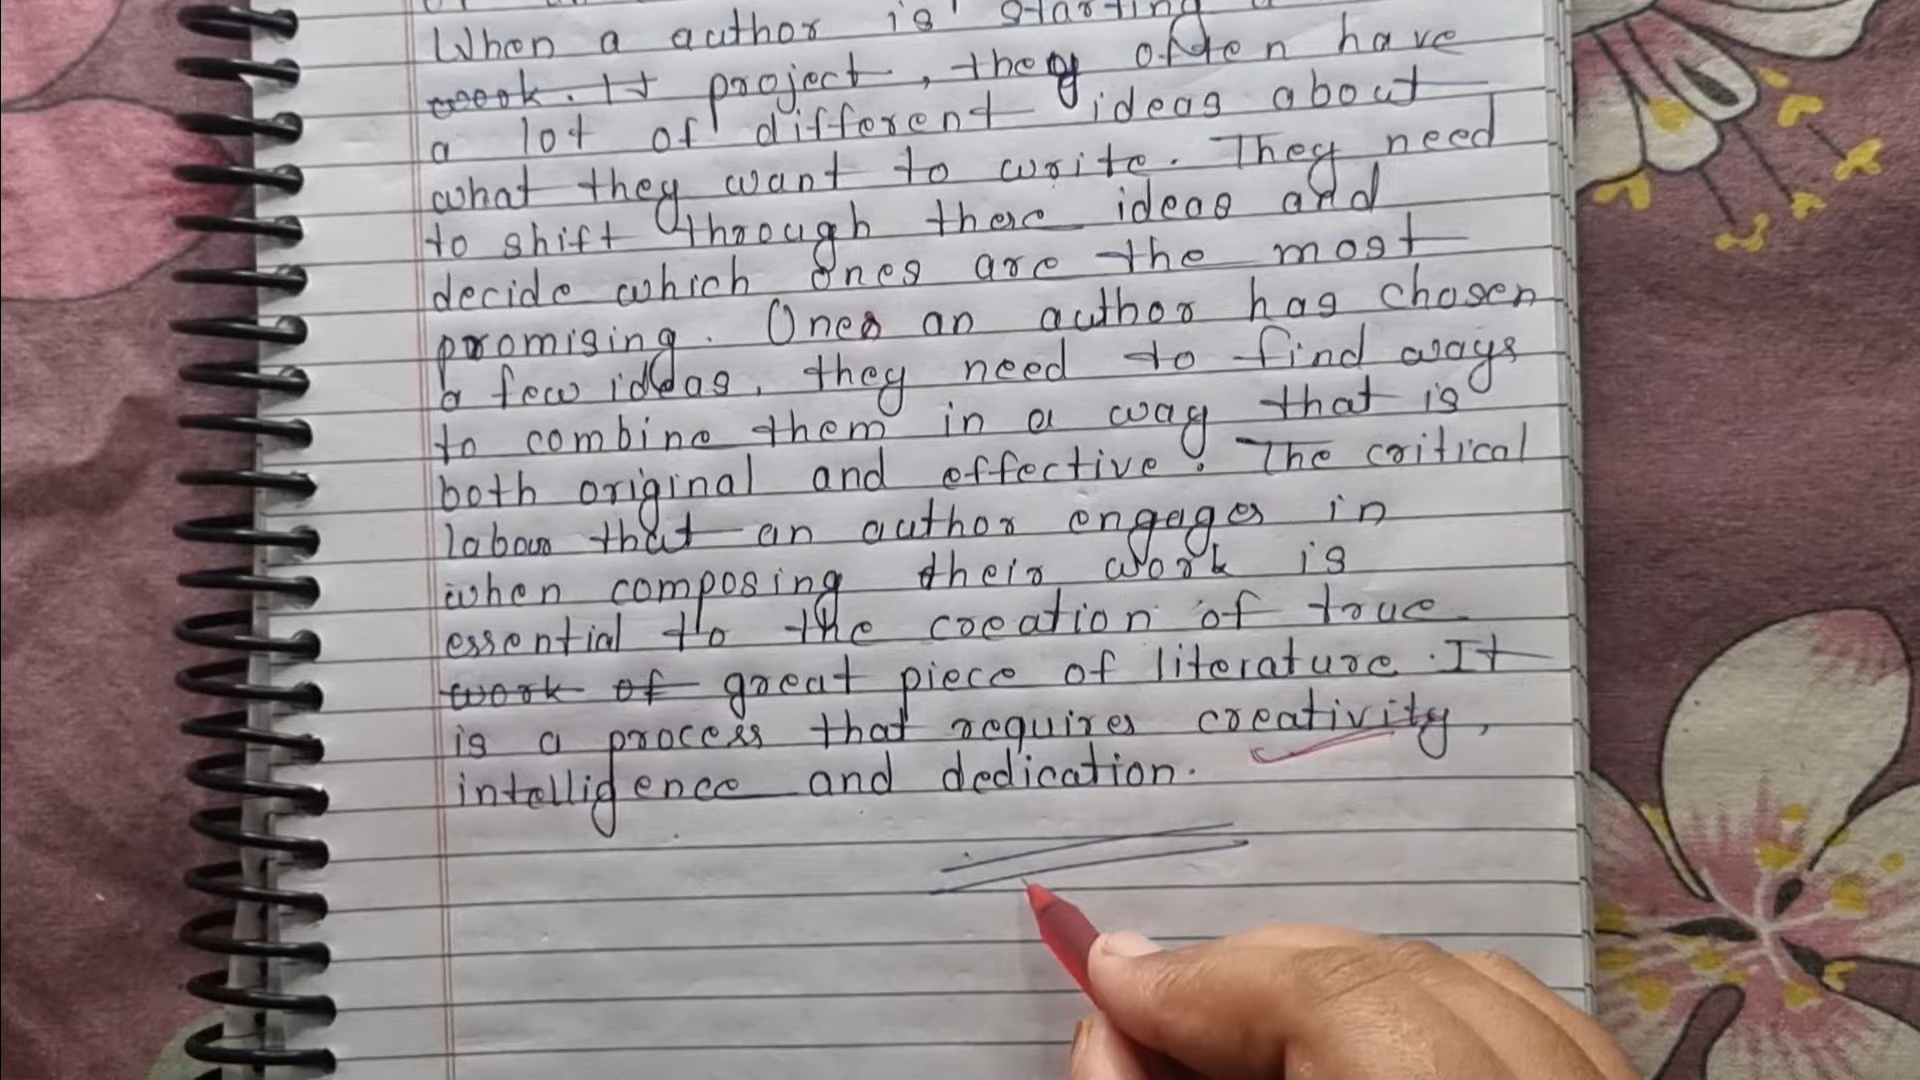 When a author is starting a
project, they often have
a lot of different ideas about
what they want to write. They need
to shift through these ideas and
decide which ones are the most
promising. Ones an author has chosen
a few ideas, they need to find ways
to combine them in a way that is
both original and effective. The critical
labour that an author engages in
when composing their work is
essential to the creation of true
work of great piece of literature. It
is a process that requires creativity,
intelligence and dedication.